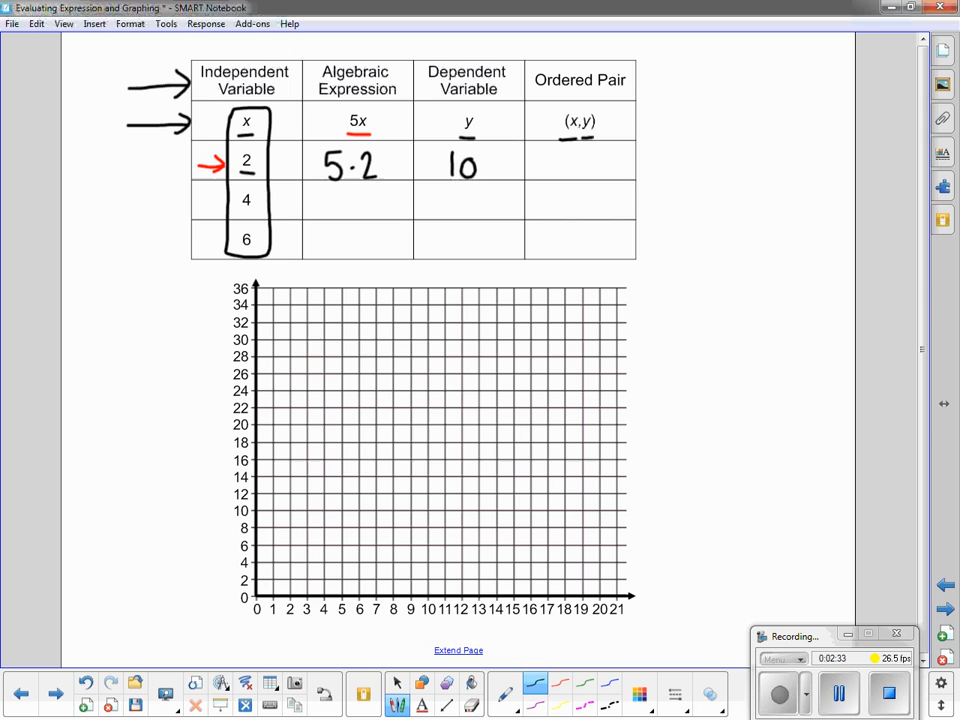 Evaluating Expression and Graphing * - SMART Notebook
File Edit View Insert Format Tools Response Add-ons Help
Independent Variable Algebraic Expression Dependent Variable Ordered Pair
x 5x y (x,y)
2 5·2 10
4
6
36
34
32
30
28
26
24
22
20
18
16
14
12
10
8
6
4
2
0
0 1 2 3 4 5 6 7 8 9 10 11 12 13 14 15 16 17 18 19 20 21
Extend Page
Recording...
Menu 0:02:33 26.5 fps